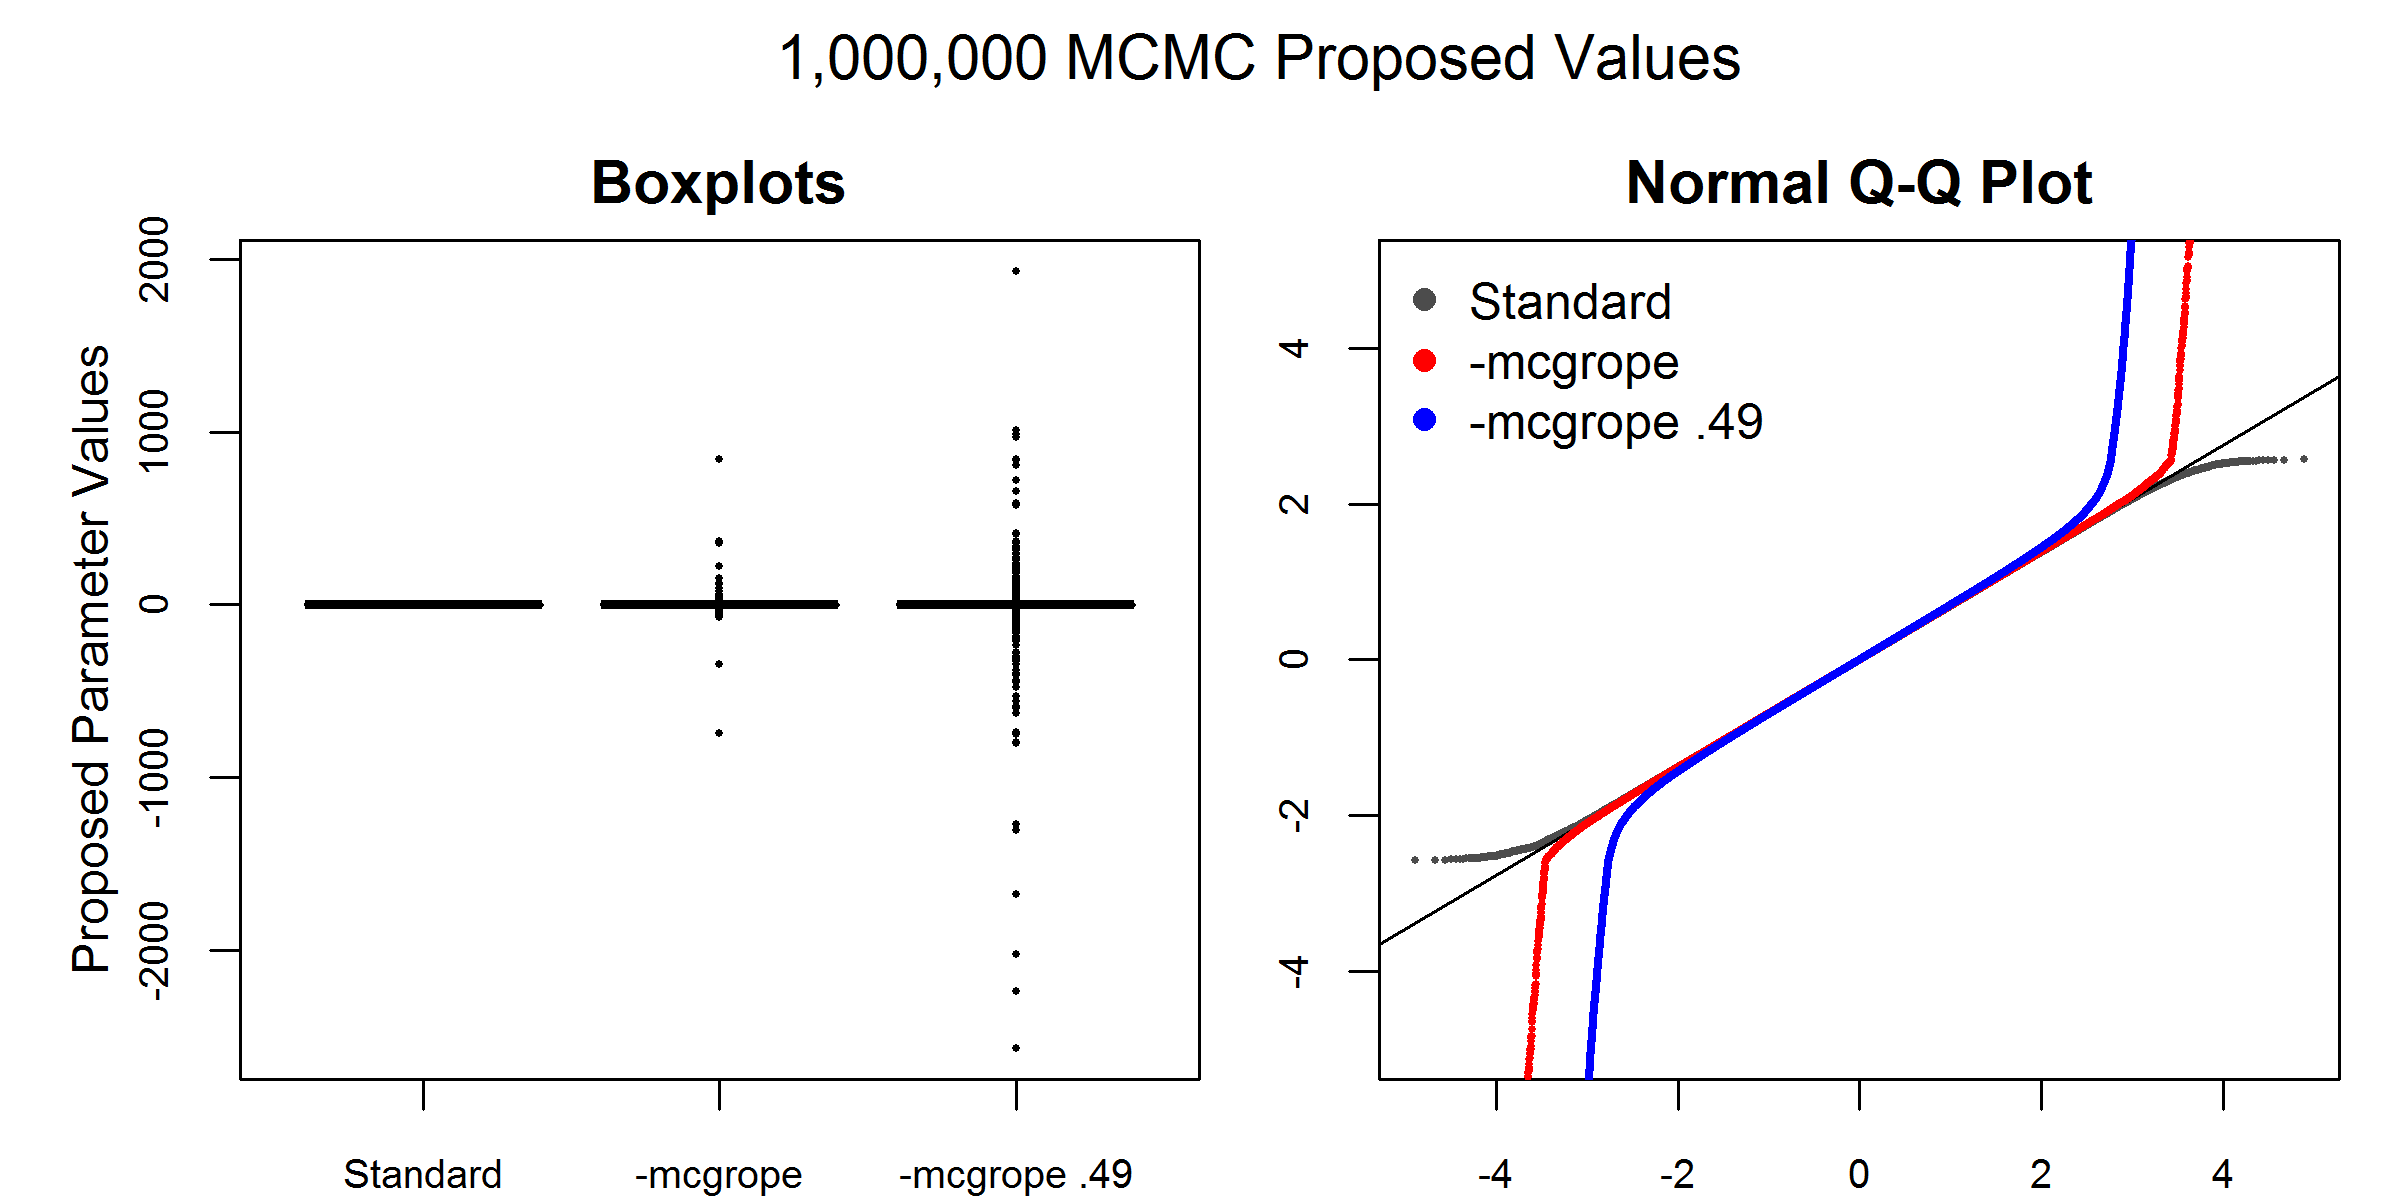 1,000,000 MCMC Proposed Values
Boxplots
Proposed Parameter Values
2000
1000
0
-1000
-2000
Standard
-mcgrope
-mcgrope .49
Normal Q-Q Plot
Standard
-mcgrope
-mcgrope .49
4
2
0
-2
-4
-4
-2
0
2
4